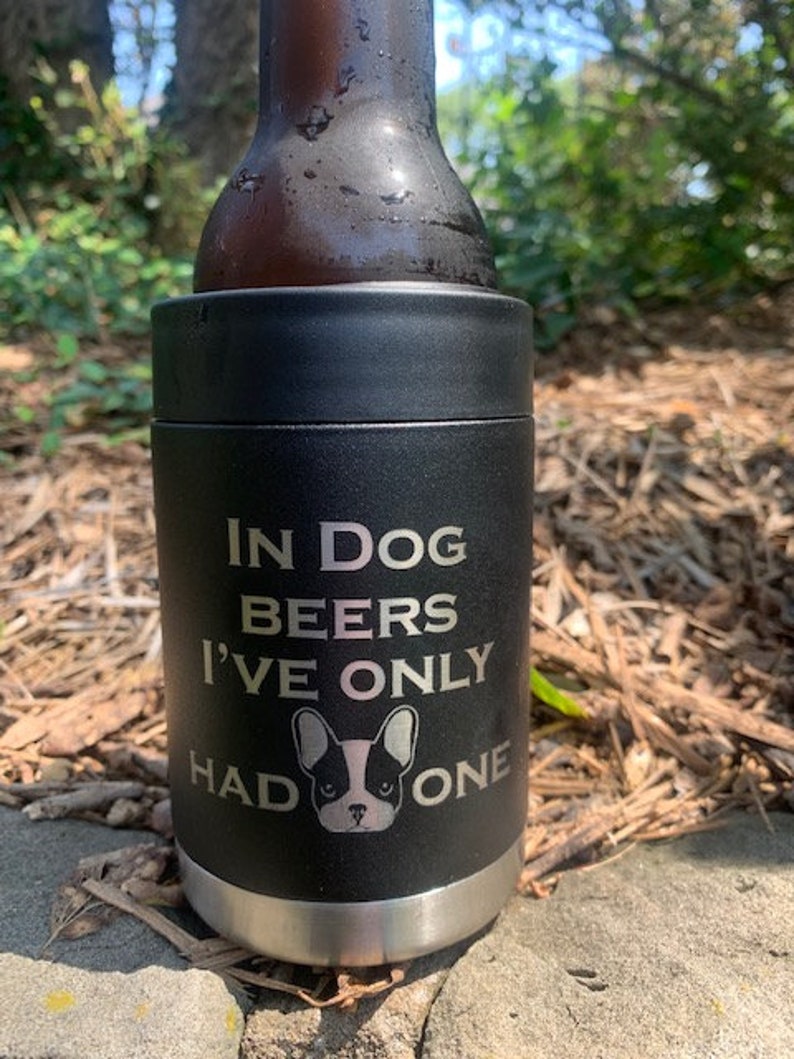 In Dog
beers
I've only
had one